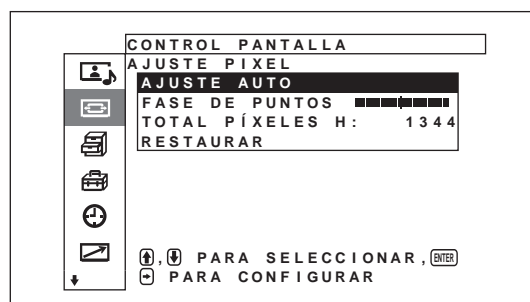 CONTROL PANTALLA
AJUSTE PIXEL
AJUSTE AUTO
FASE DE PUNTOS
TOTAL PÍXELES H: 1344
RESTAURAR
, PARA SELECCIONAR, ENTER
PARA CONFIGURAR